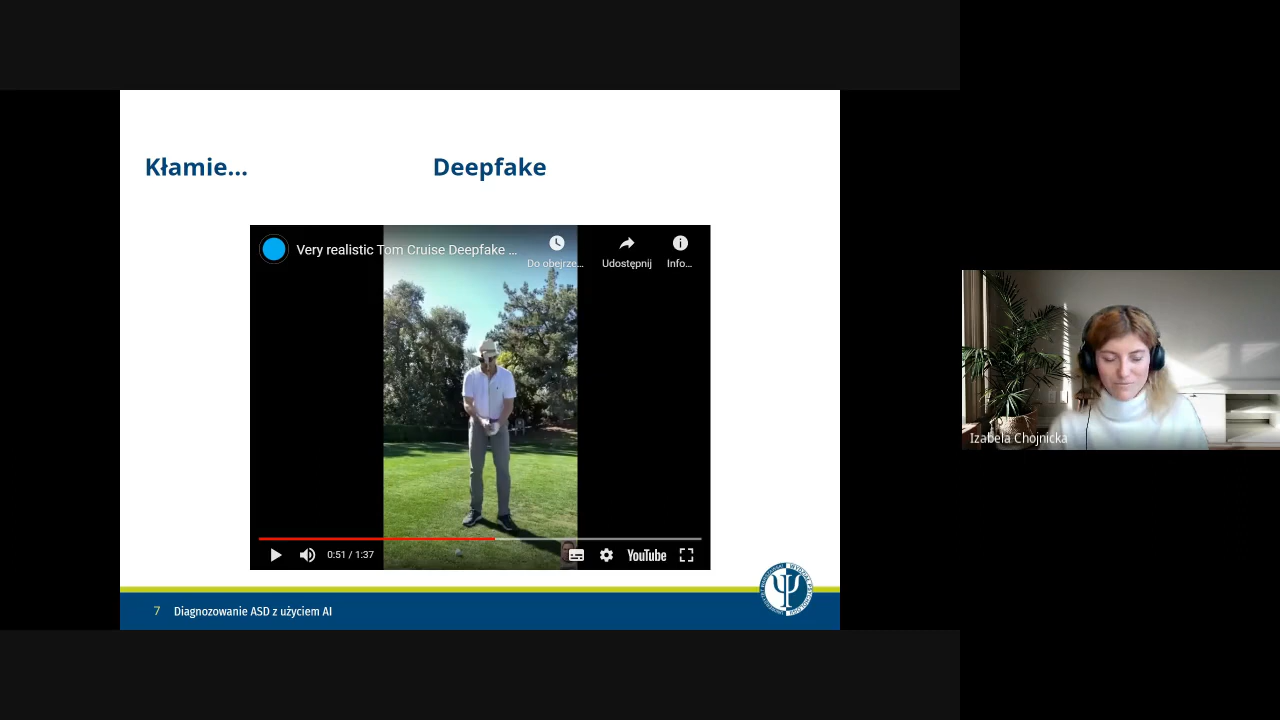 Kłamie...
Deepfake
Very realistic Tom Cruise Deepfake ...
Do obejrze...
Udostępnij
Info...
0:51 / 1:37
YouTube
7 Diagnozowanie ASD z użyciem AI
Izabela Chojnicka